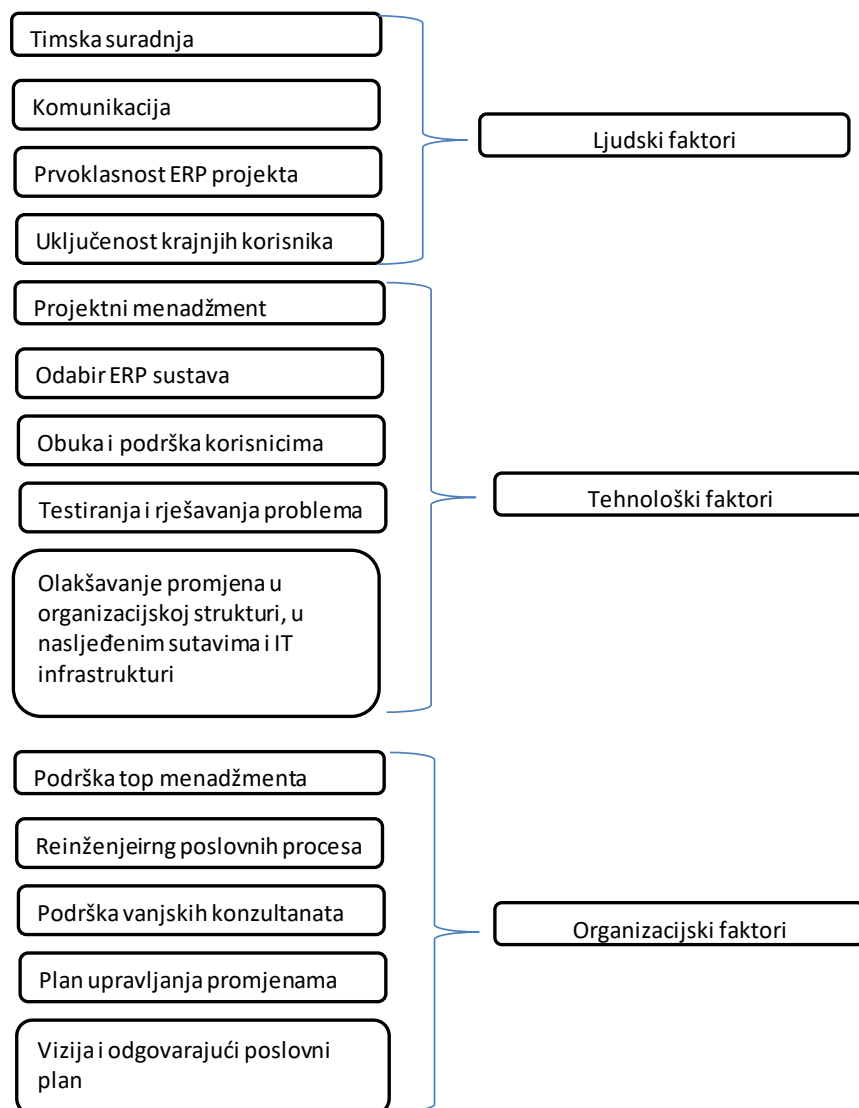 Timska suradnja
Komunikacija
Prvoklasnost ERP projekta
Uključenost krajnjih korisnika
Ljudski faktori
Projektni menadžment
Odabir ERP sustava
Obuka i podrška korisnicima
Testiranja i rješavanja problema
Olakšavanje promjena u
organizacijskoj strukturi, u
nasljeđenim sutavima i IT
infrastrukturi
Tehnološki faktori
Podrška top menadžmenta
Reinženjeirng poslovnih procesa
Podrška vanjskih konzultanata
Plan upravljanja promjenama
Vizija i odgovarajući poslovni
plan
Organizacijski faktori